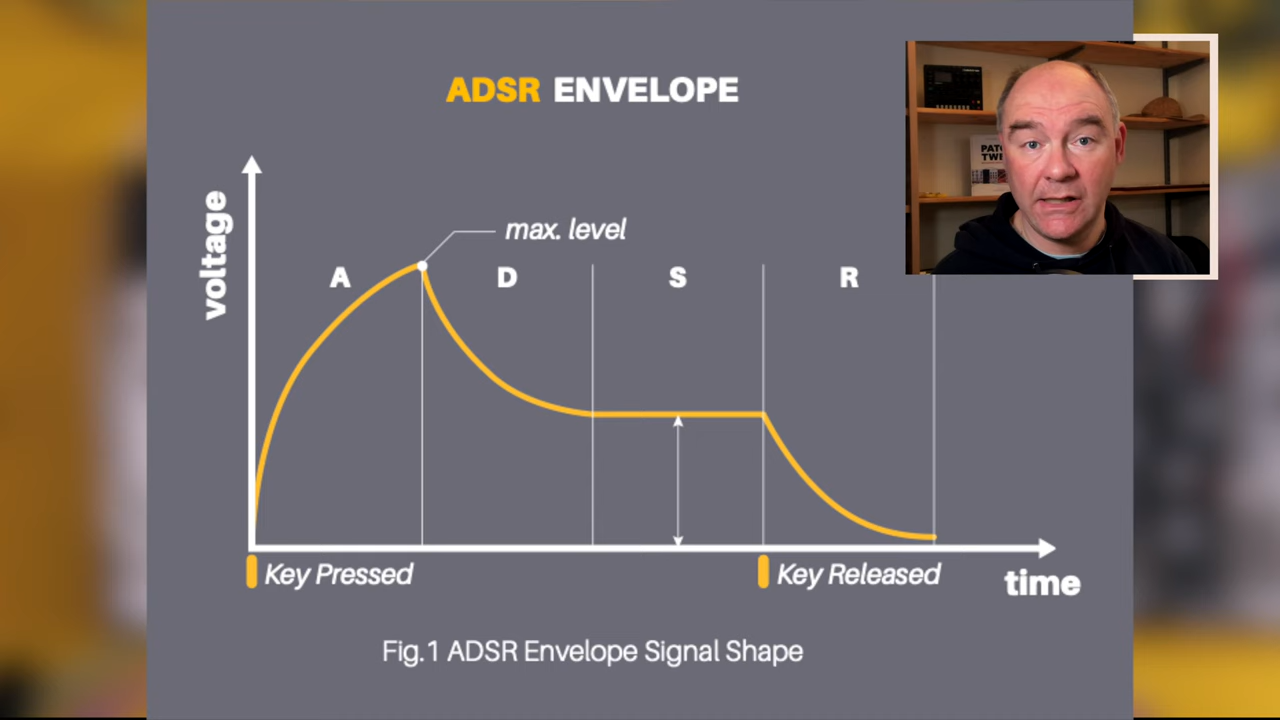 ADSR ENVELOPE
voltage
max. level
A
D
S
R
Key Pressed
Key Released
time
Fig.1 ADSR Envelope Signal Shape